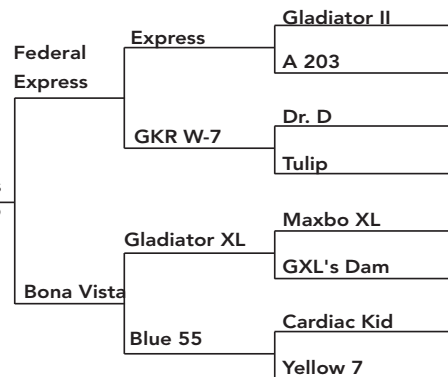 Gladiator II
Express
Federal
Express
A 203
Dr. D
GKR W-7
Tulip
Maxbo XL
Gladiator XL
GXL's Dam
Bona Vista
Cardiac Kid
Blue 55
Yellow 7